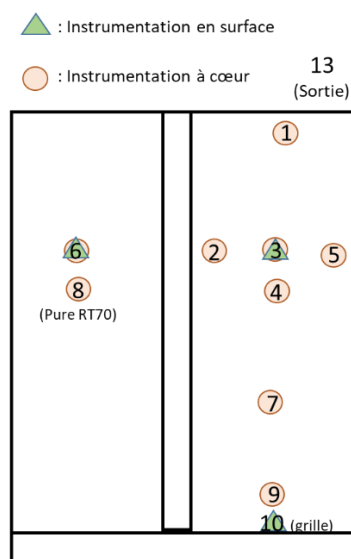 : Instrumentation en surface
: Instrumentation à cœur
13
(Sortie)
1
6
2
3
5
8
4
(Pure RT70)
7
9
10 (grille)